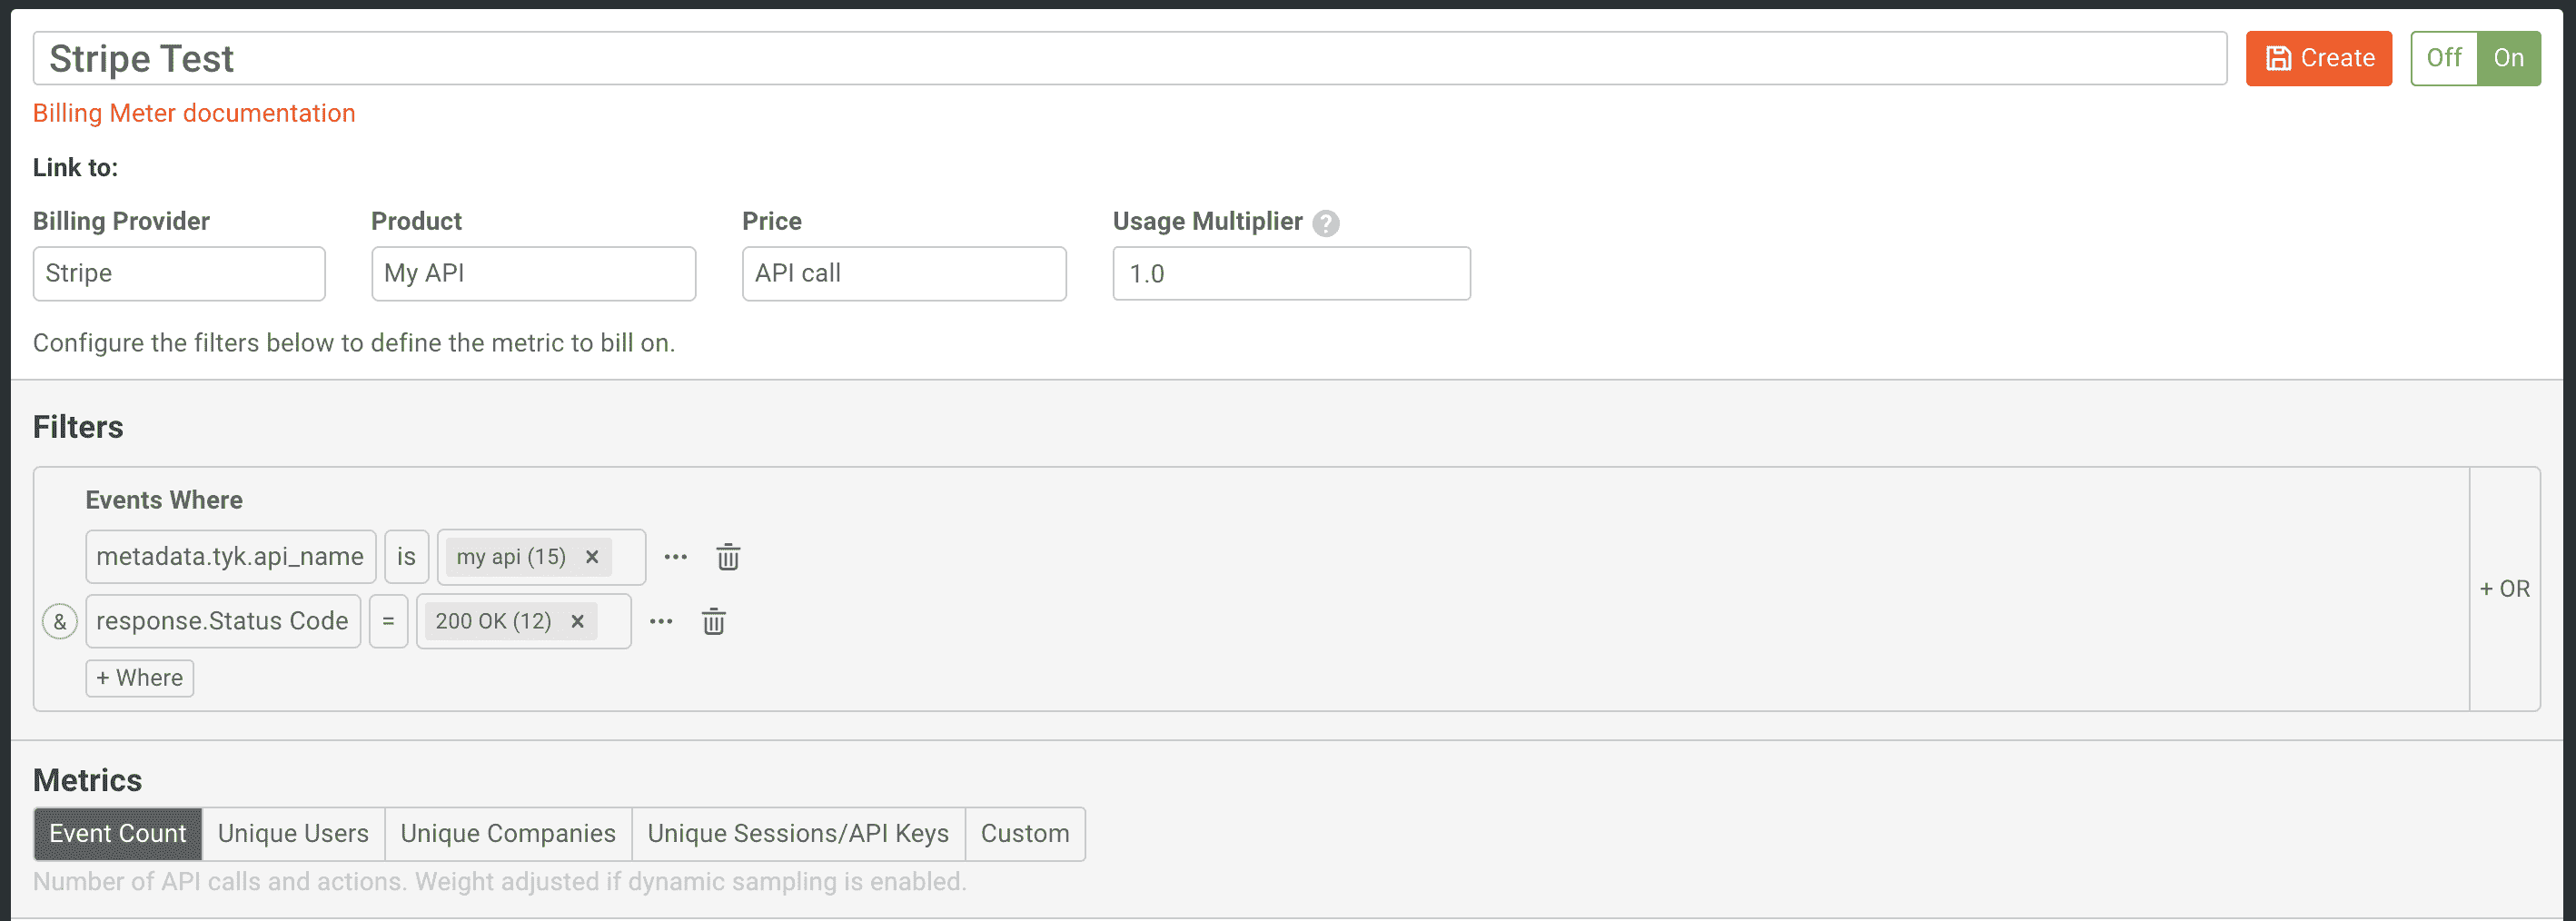 Stripe Test
Create
Off On
Billing Meter documentation
Link to:
Billing Provider Product Price Usage Multiplier ?
Stripe My API API call 1.0
Configure the filters below to define the metric to bill on.
Filters
Events Where
metadata.tyk.api_name is my api (15) × ···
& response.Status Code = 200 OK (12) × ···
+ Where
+ OR
Metrics
Event Count Unique Users Unique Companies Unique Sessions/API Keys Custom
Number of API calls and actions. Weight adjusted if dynamic sampling is enabled.